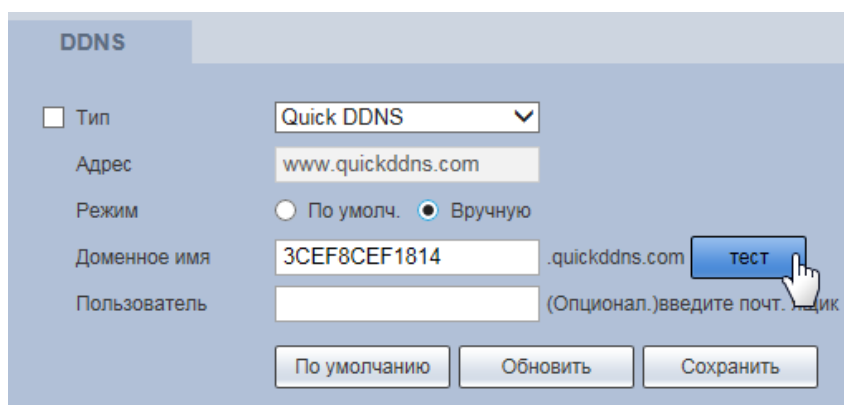 DDNS
Тип Quick DDNS
Адрес www.quickddns.com
Режим По умолч. Вручную
Доменное имя 3CEF8CEF1814 .quickddns.com тест
Пользователь (Опционал.)введите почт. ящик
По умолчанию Обновить Сохранить